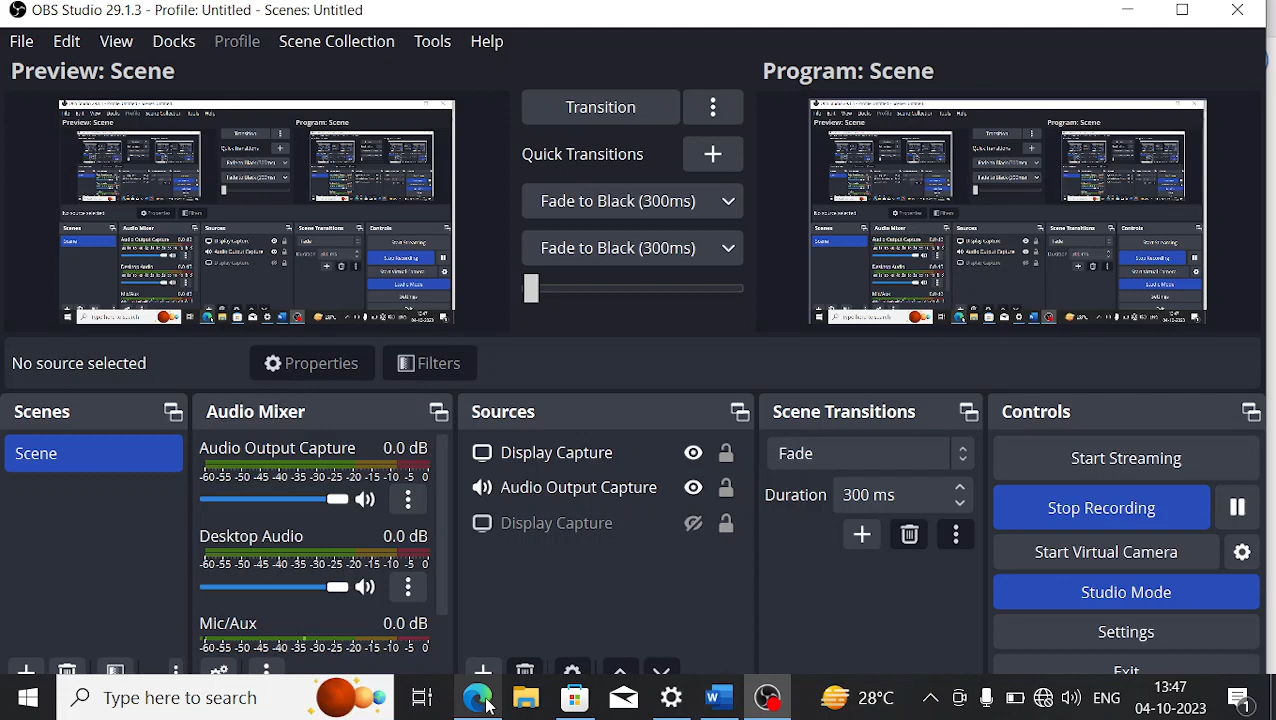 OBS Studio 29.1.3 - Profile: Untitled - Scenes: Untitled
File Edit View Docks Profile Scene Collection Tools Help
Preview: Scene
Program: Scene
Transition
Quick Transitions
Fade to Black (300ms)
Fade to Black (300ms)
No source selected
Properties
Filters
Scenes
Scene
Audio Mixer
Audio Output Capture 0.0 dB
-60 -55 -50 -45 -40 -35 -30 -25 -20 -15 -10 -5 0
Desktop Audio 0.0 dB
-60 -55 -50 -45 -40 -35 -30 -25 -20 -15 -10 -5 0
Mic/Aux 0.0 dB
-60 -55 -50 -45 -40 -35 -30 -25 -20 -15 -10 -5 0
Sources
Display Capture
Audio Output Capture
Display Capture
Scene Transitions
Fade
Duration 300 ms
Controls
Start Streaming
Stop Recording
Start Virtual Camera
Studio Mode
Settings
Exit
Type here to search
28°C
ENG
13:47
04-10-2023
1